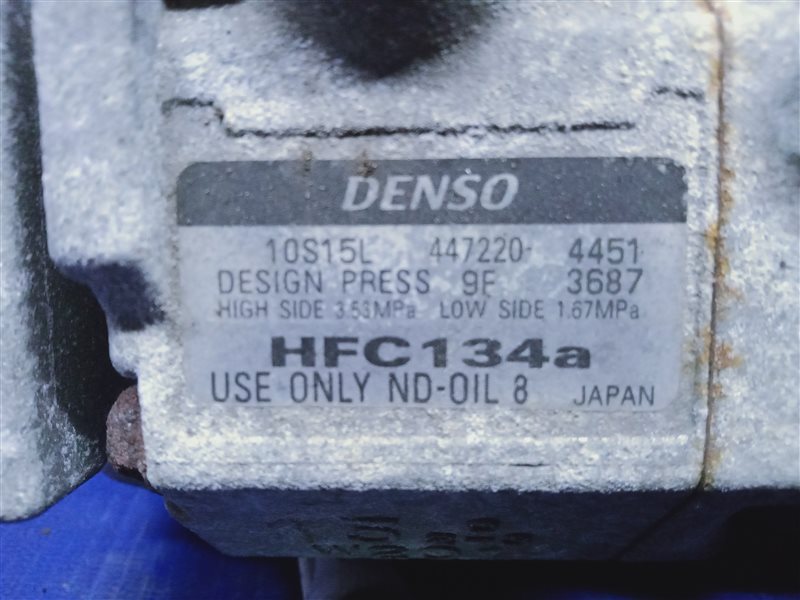 DENSO
10S15L 447220- 4451
DESIGN PRESS 9F 3687
HIGH SIDE 3.53MPa LOW SIDE 1.67MPa
HFC134a
USE ONLY ND-OIL 8 JAPAN